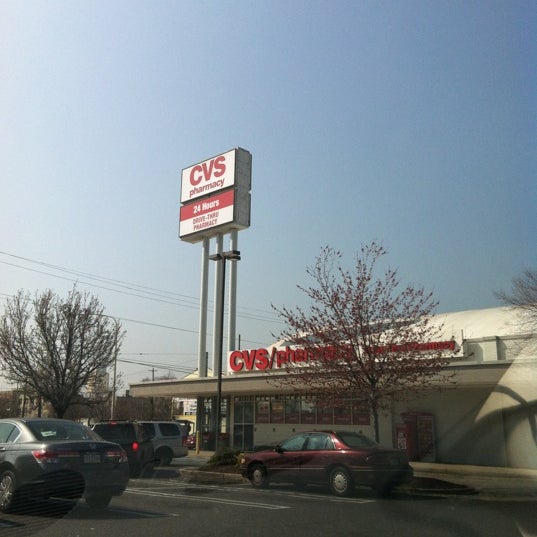 CVS
pharmacy
24 Hours
DRIVE-THRU
PHARMACY
CVS/pharmacy